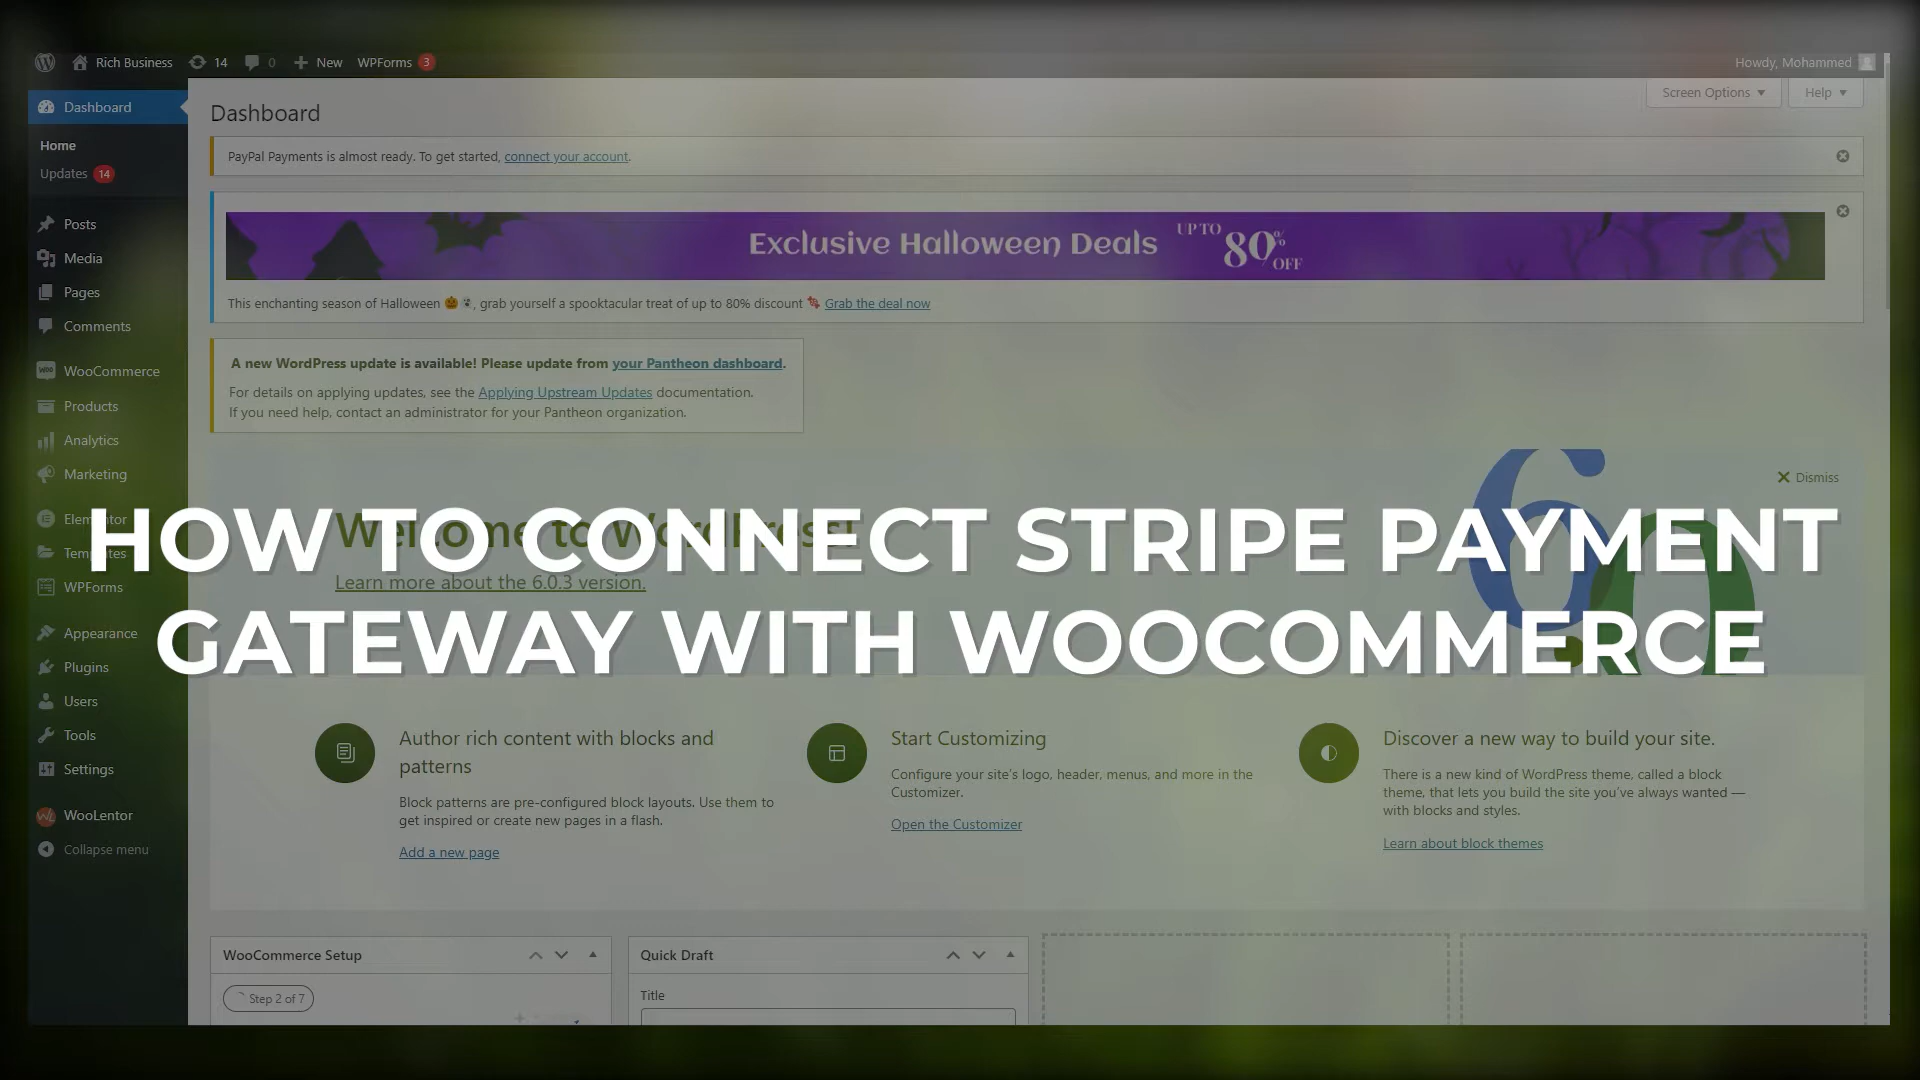 Rich Business 14 0 New WPForms 3 Howdy, Mohammed
Screen Options Help
Dashboard
Home
Updates 14
Posts
Media
Pages
Comments
WooCommerce
Products
Analytics
Marketing
Elementor
Templates
WPForms
Appearance
Plugins
Users
Tools
Settings
WooLentor
Collapse menu
Dashboard
PayPal Payments is almost ready. To get started, connect your account.
Exclusive Halloween Deals UP TO 80% OFF
This enchanting season of Halloween 🎃 , grab yourself a spooktacular treat of up to 80% discount Grab the deal now
A new WordPress update is available! Please update from your Pantheon dashboard.
For details on applying updates, see the Applying Upstream Updates documentation.
If you need help, contact an administrator for your Pantheon organization.
Dismiss
Welcome to WordPress!
Learn more about the 6.0.3 version.
6.0
HOW TO CONNECT STRIPE PAYMENT
GATEWAY WITH WOOCOMMERCE
Author rich content with blocks and
patterns
Block patterns are pre-configured block layouts. Use them to
get inspired or create new pages in a flash.
Add a new page
Start Customizing
Configure your site's logo, header, menus, and more in the
Customizer.
Open the Customizer
Discover a new way to build your site.
There is a new kind of WordPress theme, called a block
theme, that lets you build the site you've always wanted —
with blocks and styles.
Learn about block themes
WooCommerce Setup
Step 2 of 7
Quick Draft
Title